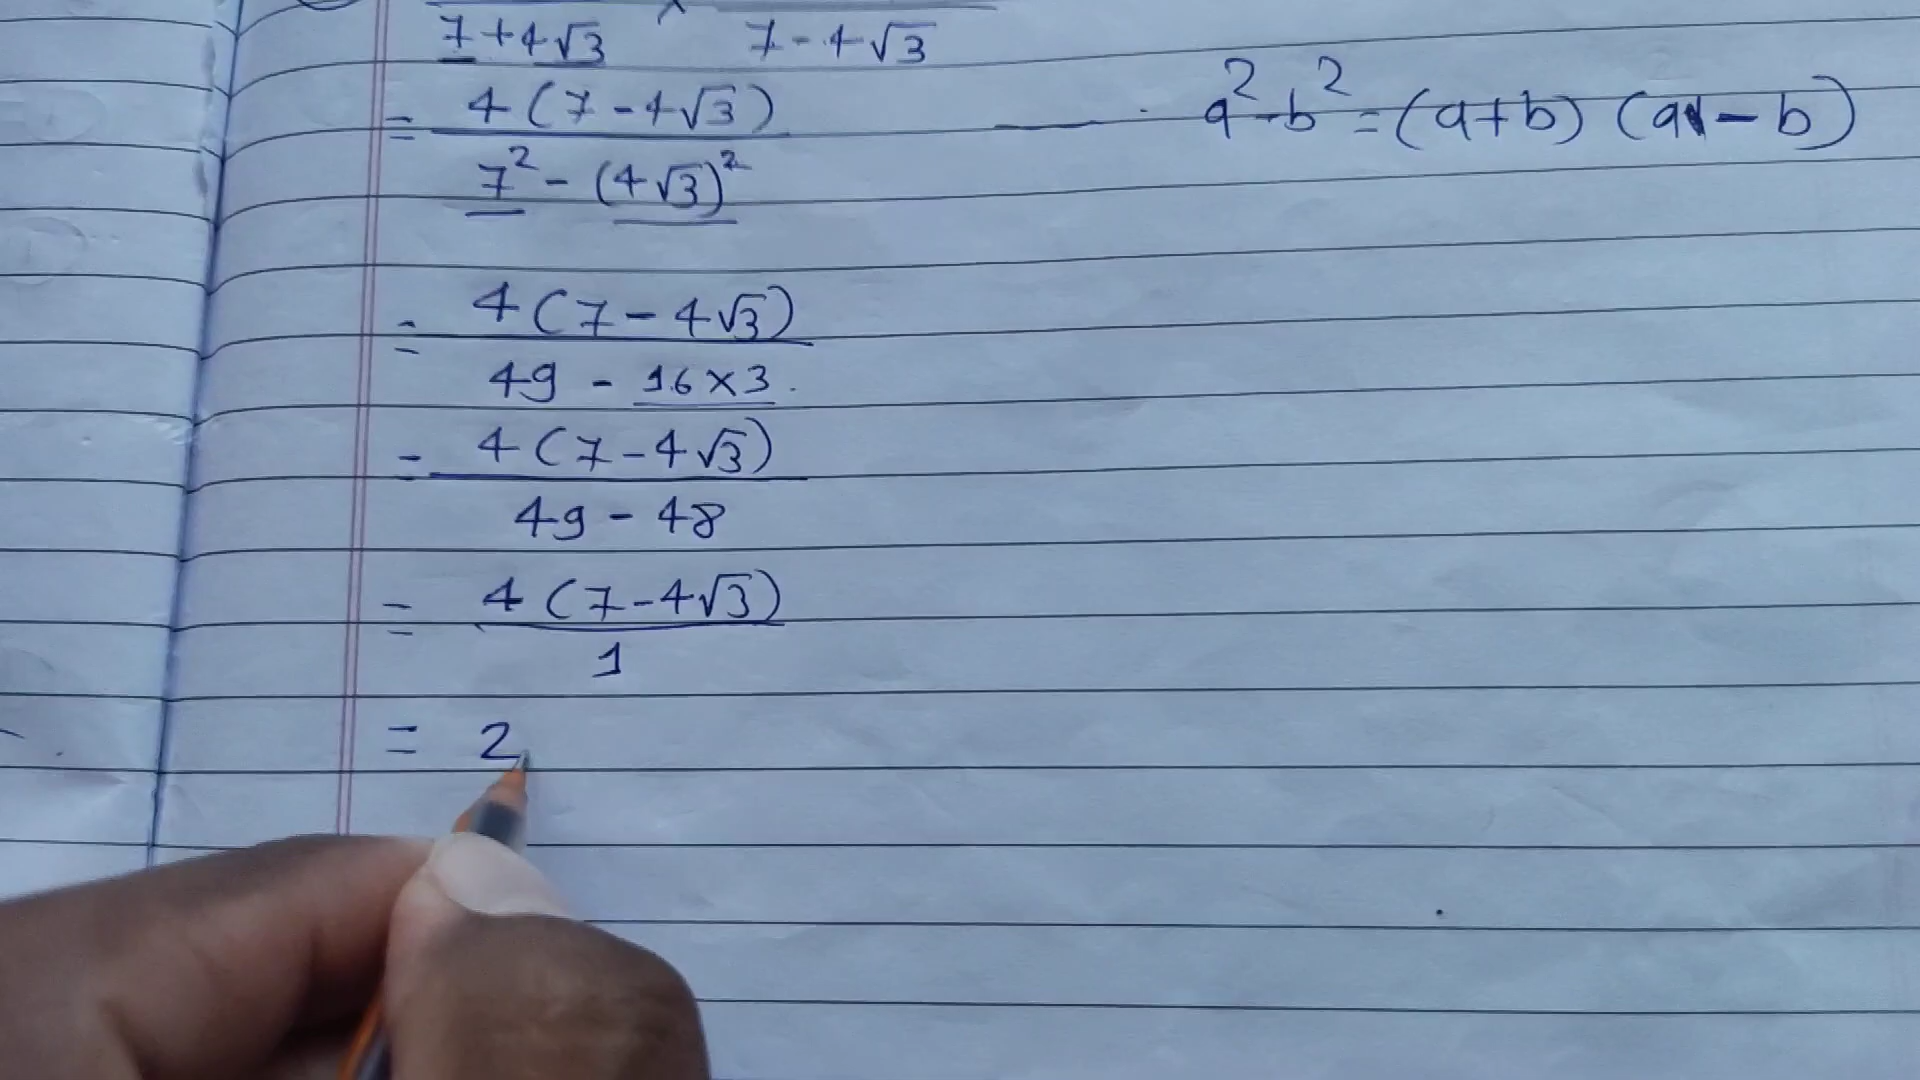 7+4√3 × 7-4√3
= 4(7-4√3)
7² - (4√3)²
a²-b² = (a+b) (a-b)
= 4(7-4√3)
49 - 16×3.
= 4(7-4√3)
49 - 48
= 4(7-4√3)
1
= 2